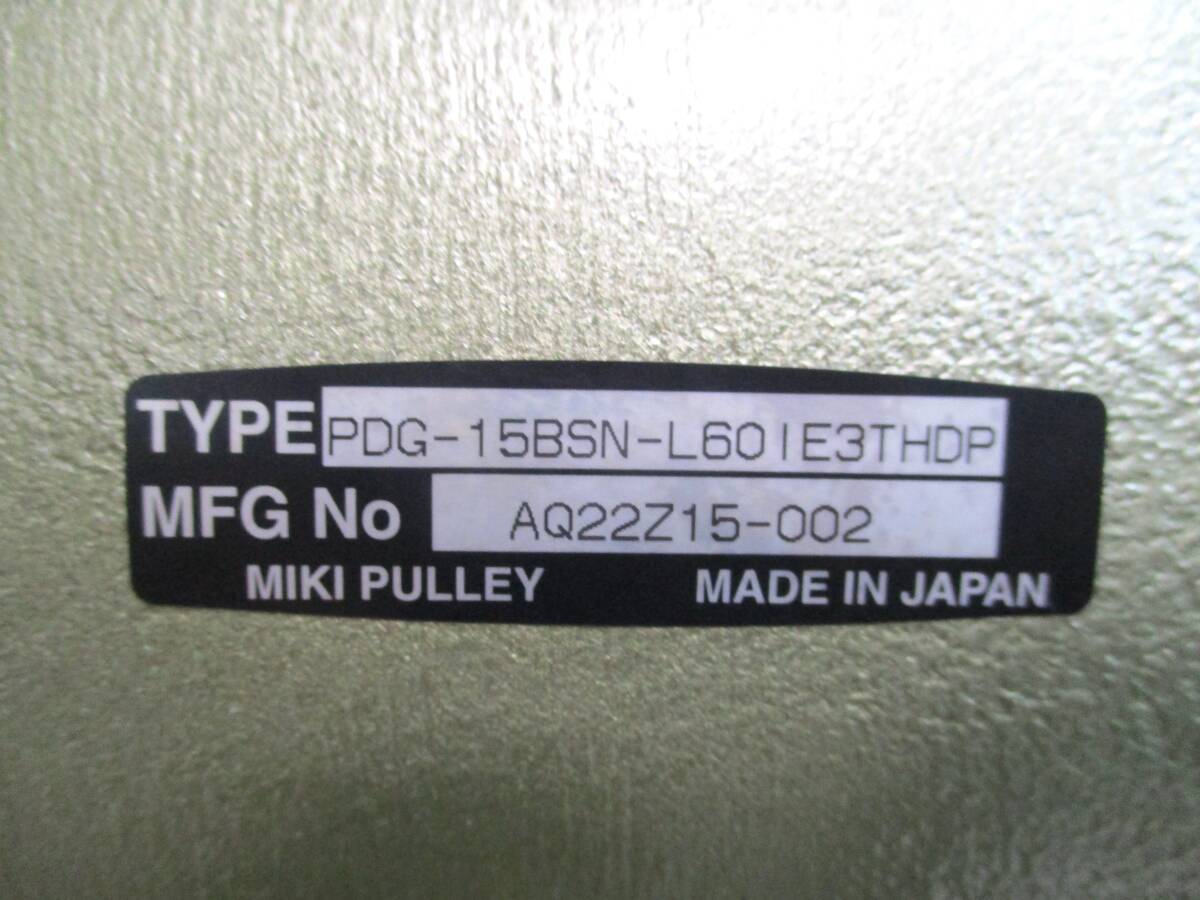 TYPE PDG-15BSN-L60IE3THDP
MFG No AQ22Z15-002
MIKI PULLEY MADE IN JAPAN